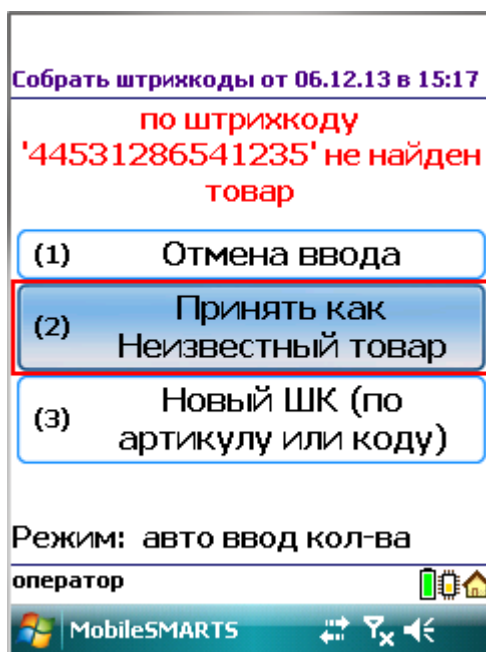 Собрать штрихкоды от 06.12.13 в 15:17
по штрихкоду
'44531286541235' не найден
товар
(1) Отмена ввода
(2) Принять как
Неизвестный товар
(3) Новый ШК (по
артикулу или коду)
Режим: авто ввод кол-ва
оператор
MobileSMARTS